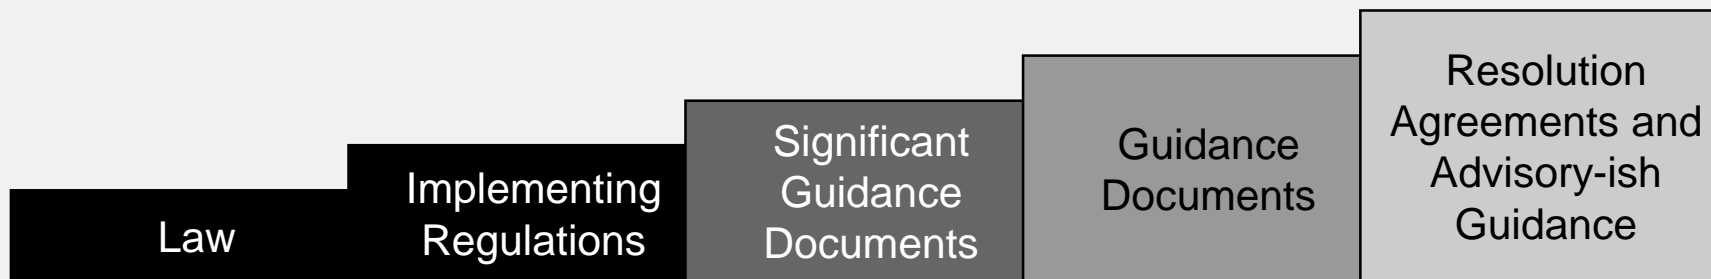 Law
Implementing
Regulations
Significant
Guidance
Documents
Guidance
Documents
Resolution
Agreements and
Advisory-ish
Guidance